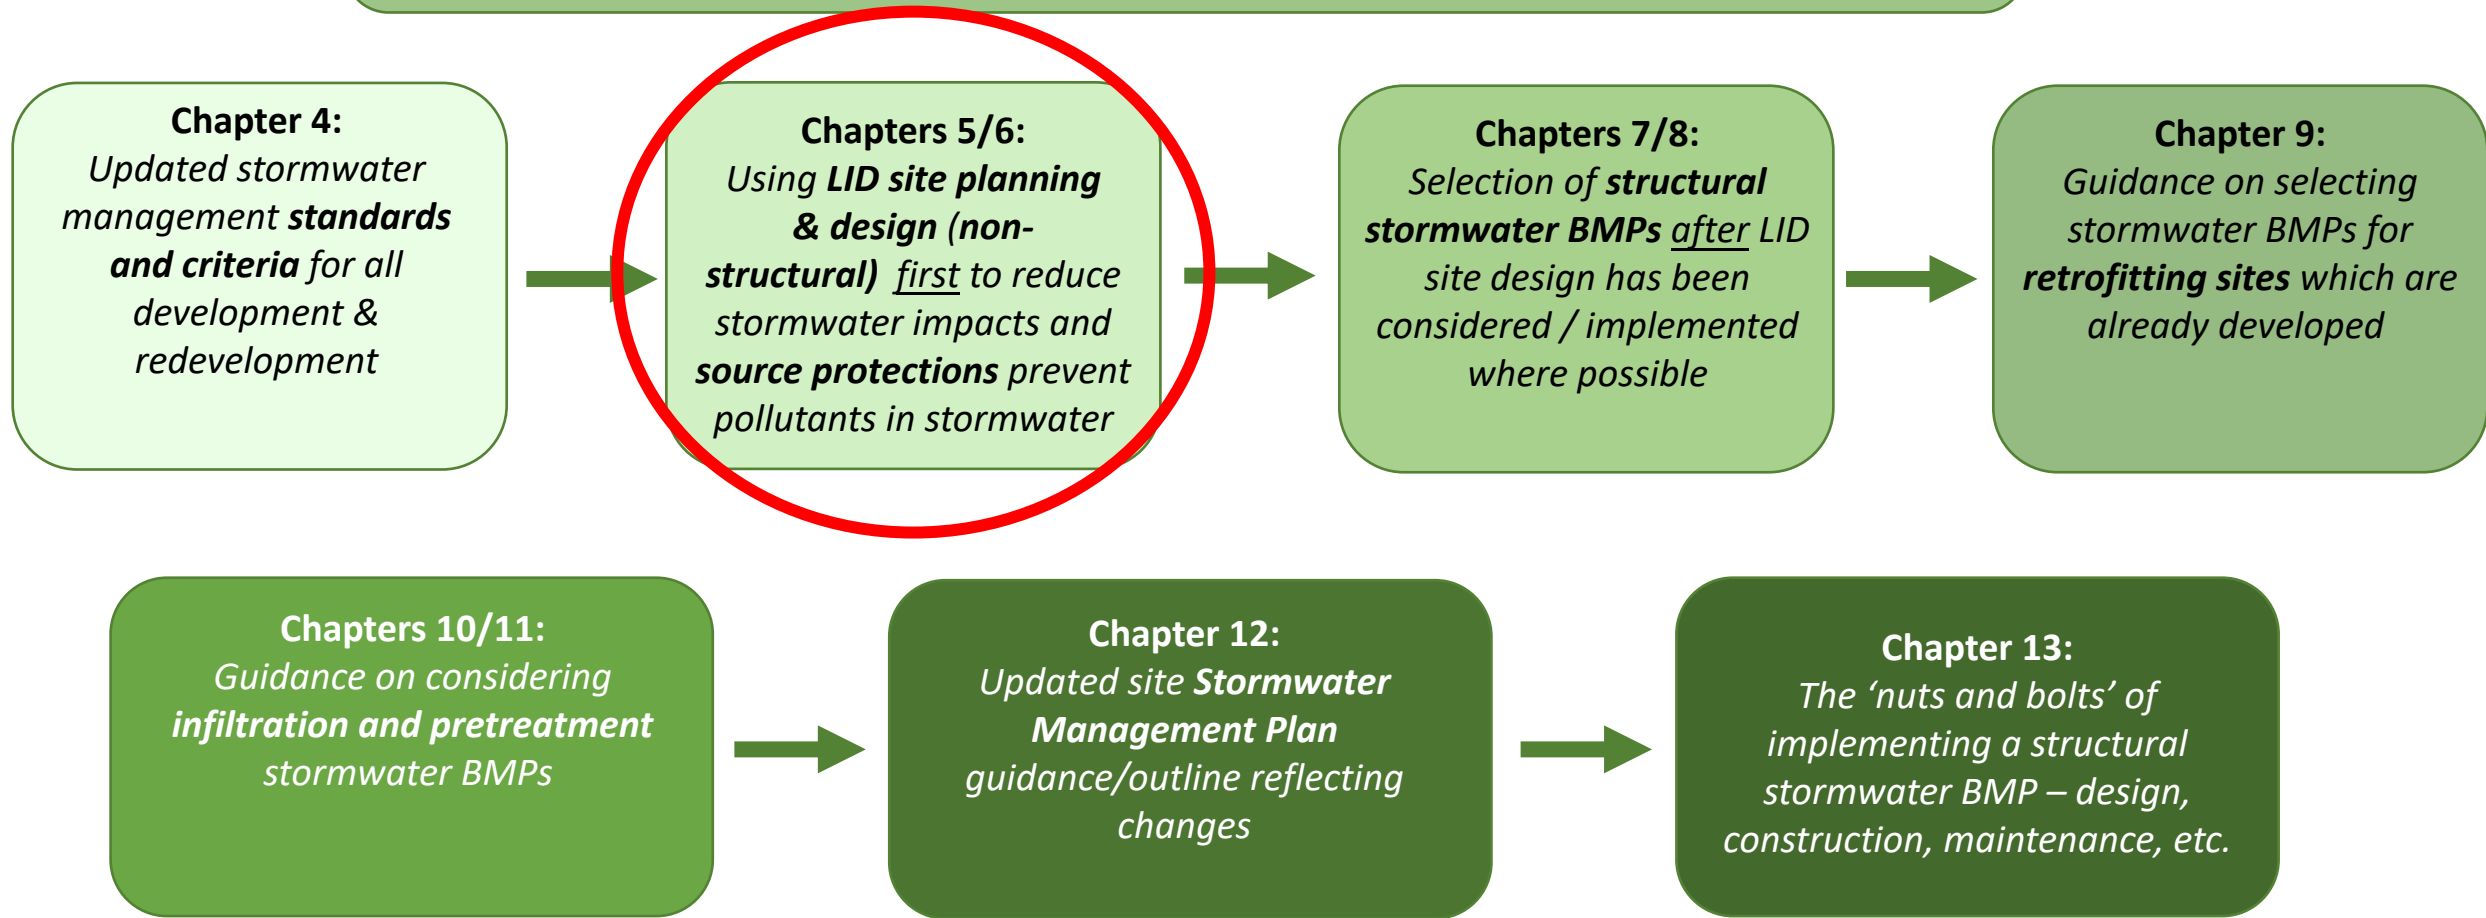 Chapter 4:
Updated stormwater
management standards
and criteria for all
development &
redevelopment
Chapters 5/6:
Using LID site planning
& design (non-
structural) first to reduce
stormwater impacts and
source protections prevent
pollutants in stormwater
Chapters 7/8:
Selection of structural
stormwater BMPs after LID
site design has been
considered / implemented
where possible
Chapter 9:
Guidance on selecting
stormwater BMPs for
retrofitting sites which are
already developed
Chapters 10/11:
Guidance on considering
infiltration and pretreatment
stormwater BMPs
Chapter 12:
Updated site Stormwater
Management Plan
guidance/outline reflecting
changes
Chapter 13:
The ‘nuts and bolts’ of
implementing a structural
stormwater BMP – design,
construction, maintenance, etc.